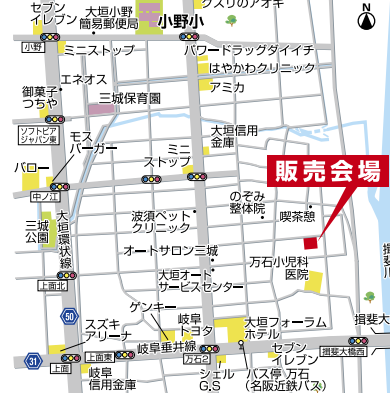 セブン
イレブン
大垣小野
簡易郵便局
小野小
クスリのアオキ
N
小野
ミニストップ
パワードラッグダイイチ
はやかわクリニック
エネオス
アミカ
御菓子
つちや
三城保育園
ソフトピア
ジャパン東
モス
バーガー
大垣信用
金庫
ミニ
ストップ
販売会場
バロー
中ノ江
のぞみ
整体院
喫茶憩
三城
公園
大垣環状線
波須ペット
クリニック
オートサロン三城
万石小児科
医院
揖斐川
上面北
大垣オート
サービスセンター
50
ゲンキー
スズキ
アリーナ
岐阜
トヨタ
大垣フォーラム
ホテル
揖斐大橋
31
上面
上面東
岐阜垂井線
万石2
セブン
イレブン
揖斐大橋西
岐阜
信用金庫
シェル
G,S
バス停 万石
(名阪近鉄バス)